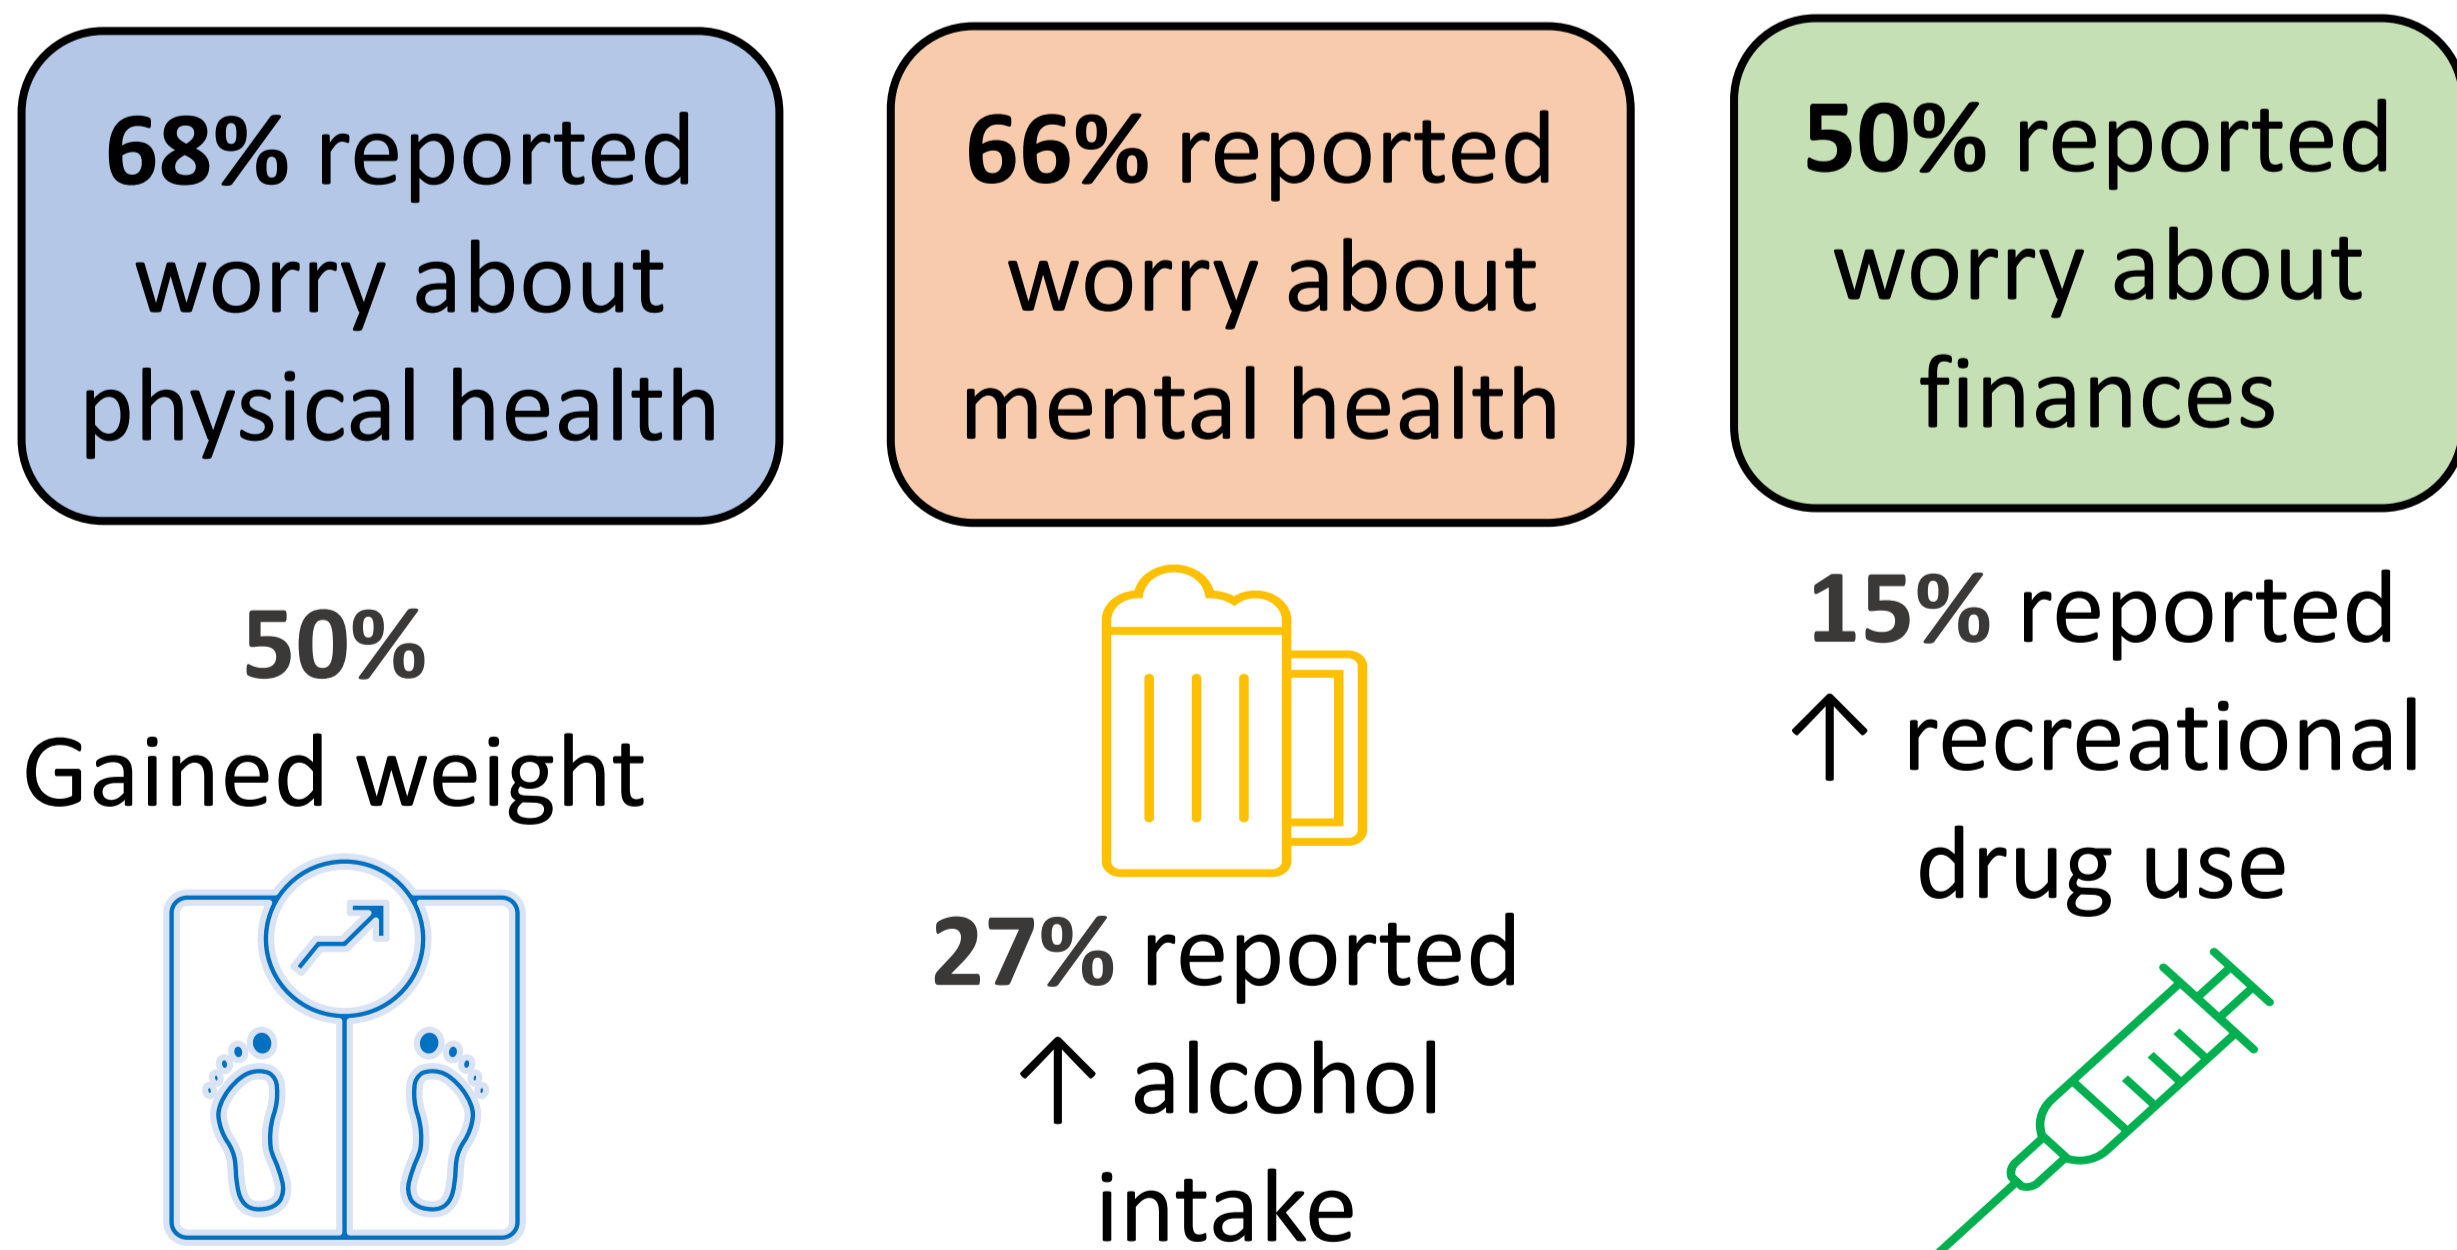 68% reported
worry about
physical health
66% reported
worry about
mental health
50% reported
worry about
finances
50%
Gained weight
27% reported
↑ alcohol
intake
15% reported
↑ recreational
drug use